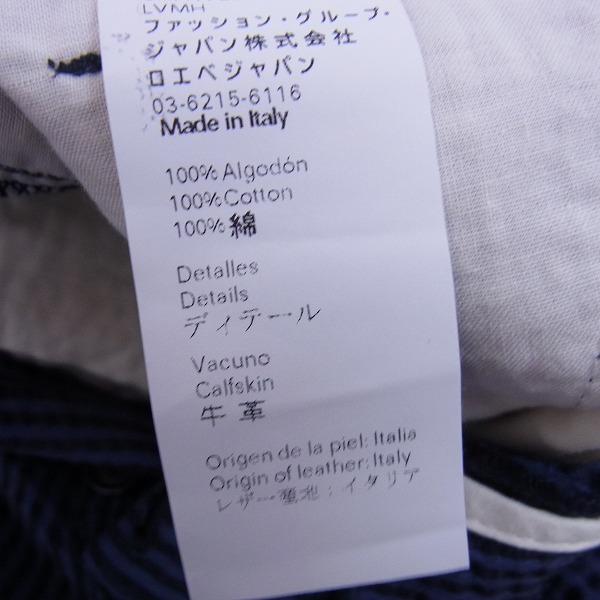 LVMH
ファッション・グループ・
ジャパン株式会社
ロエベジャパン
03-6215-6116
Made in Italy
100% Algodón
100% Cotton
100% 綿
Detalles
Details
ディテール
Vacuno
Calfskin
牛革
Origen de la piel: Italia
Origin of leather: Italy
レザー産地：イタリア